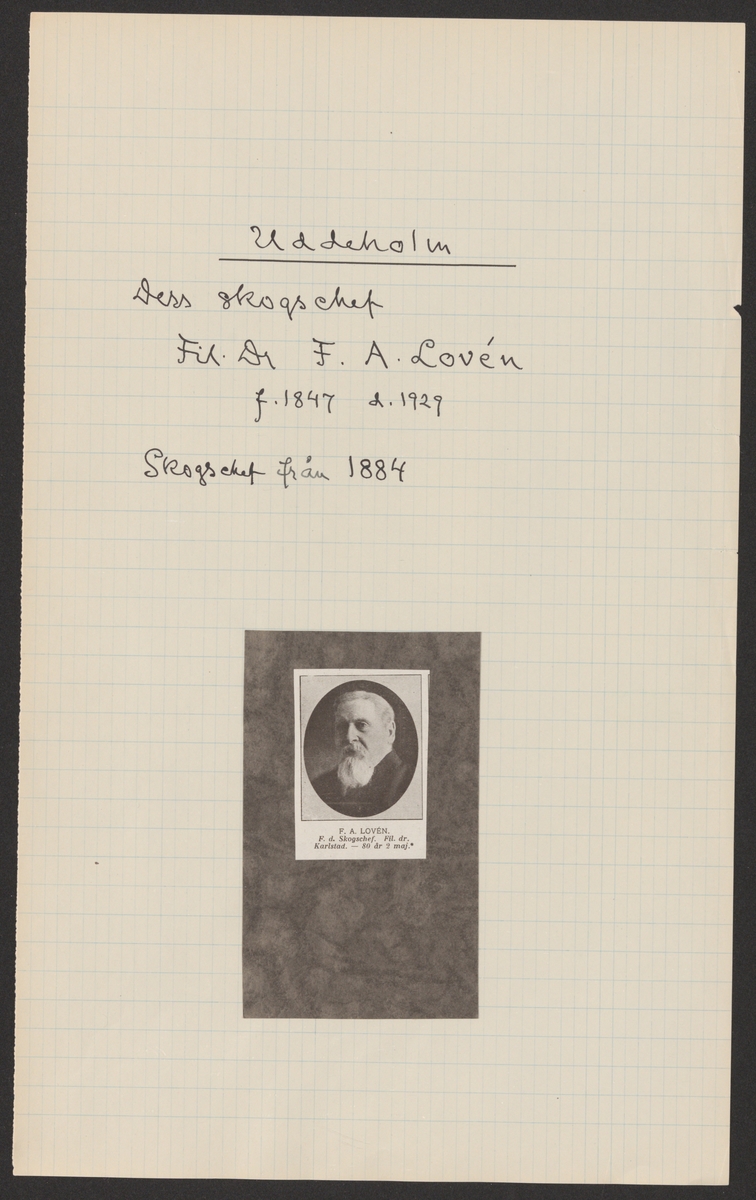 Uddeholm
Dess skogschef
Fil. Dr F. A. Lovén
f. 1847 d. 1929
Skogschef från 1884
F. A. LOVÉN.
F. d. Skogschef. Fil. dr.
Karlstad. — 80 år 2 maj.*